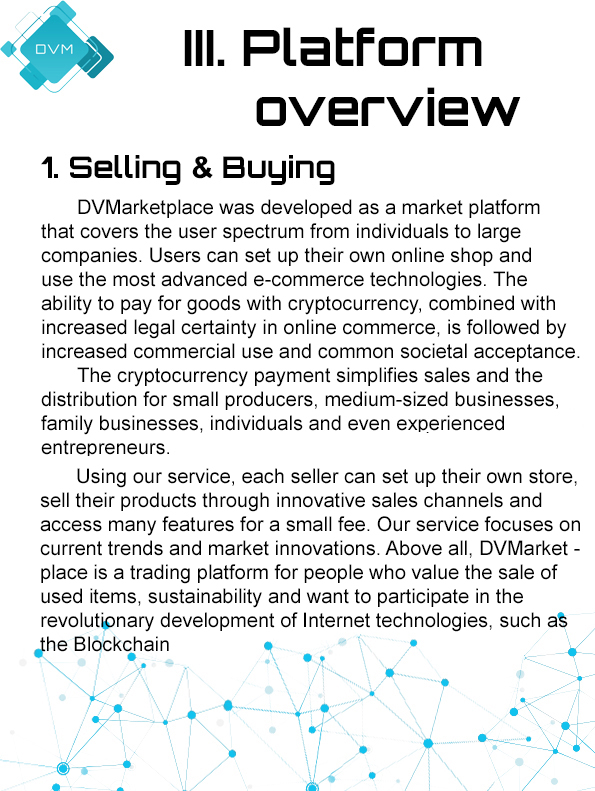 DVM
III. Platform
overview
1. Selling & Buying
DVMarketplace was developed as a market platform
that covers the user spectrum from individuals to large
companies. Users can set up their own online shop and
use the most advanced e-commerce technologies. The
ability to pay for goods with cryptocurrency, combined with
increased legal certainty in online commerce, is followed by
increased commercial use and common societal acceptance.
The cryptocurrency payment simplifies sales and the
distribution for small producers, medium-sized businesses,
family businesses, individuals and even experienced
entrepreneurs.
Using our service, each seller can set up their own store,
sell their products through innovative sales channels and
access many features for a small fee. Our service focuses on
current trends and market innovations. Above all, DVMarket -
place is a trading platform for people who value the sale of
used items, sustainability and want to participate in the
revolutionary development of Internet technologies, such as
the Blockchain